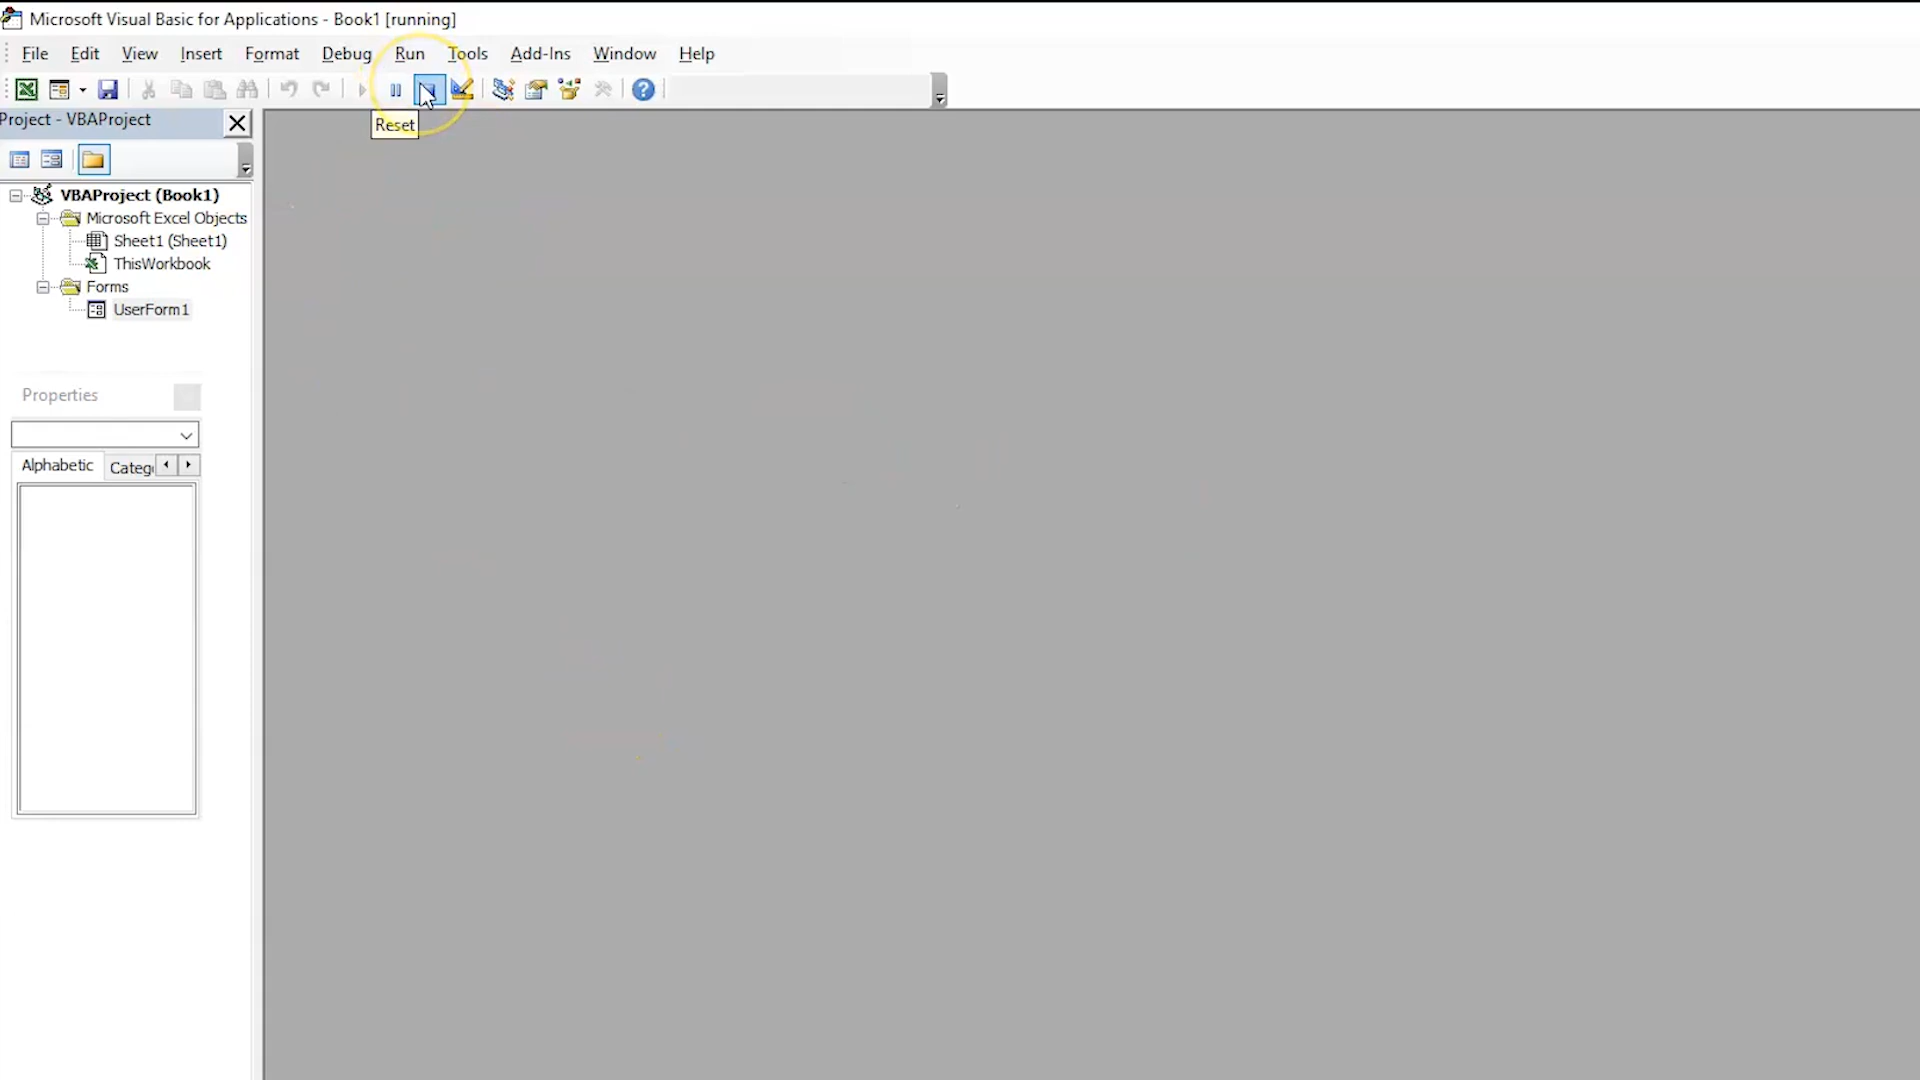 Microsoft Visual Basic for Applications - Book1 [running]
File Edit View Insert Format Debug Run Tools Add-Ins Window Help
Reset
Project - VBAProject
VBAProject (Book1)
Microsoft Excel Objects
Sheet1 (Sheet1)
ThisWorkbook
Forms
UserForm1
Properties
Alphabetic Categ